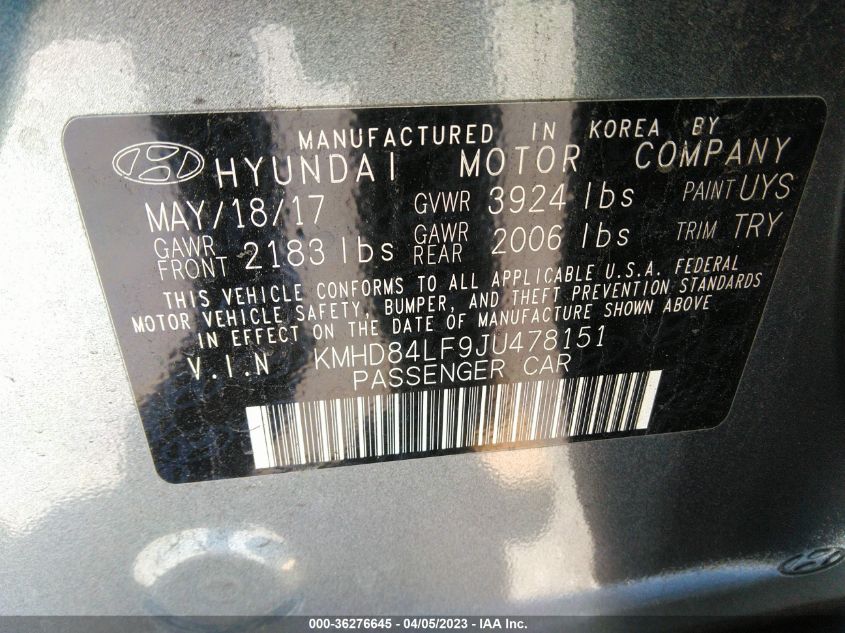 MANUFACTURED IN KOREA BY
HYUNDAI MOTOR COMPANY
MAY/18/17 GVWR 3924 lbs PAINT UYS
GAWR FRONT 2183 lbs GAWR REAR 2006 lbs TRIM TRY
THIS VEHICLE CONFORMS TO ALL APPLICABLE U.S.A. FEDERAL
MOTOR VEHICLE SAFETY, BUMPER, AND THEFT PREVENTION STANDARDS
IN EFFECT ON THE DATE OF MANUFACTURE SHOWN ABOVE
V.I.N KMHD84LF9JU478151
PASSENGER CAR
000-36276645 - 04/05/2023 - IAA Inc.